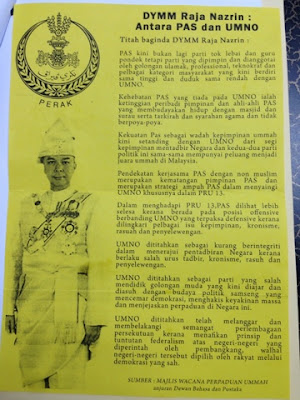 DYMM Raja Nazrin :
Antara PAS dan UMNO
Titah baginda DYMM Raja Nazrin :
PAS kini bukan lagi parti tok lebai dan guru
pondok tetapi parti yang dipimpin dan dianggotai
oleh golongan ulamak, professional, teknokrat dan
pelbagai kategori masyarakat yang kini berdiri
sama tinggi dan duduk sama rendah dengan
UMNO.
Kehebatan PAS yang tiada pada UMNO ialah
ketinggian peribadi pimpinan dan ahli-ahli PAS
yang membudayakan hidup dengan masjid dan
surau serta tazkirah dan syarahan agama dan tidak
berpoya-poya.
Kekuatan Pas sebagai wadah kepimpinan ummah
kini setanding dengan UMNO dari segi
kepimpinan mentadbir Negara dan kedua-dua parti
politik ini sama-sama mempunyai peluang menjadi
juara ummah di Malaysia.
Pendekatan kerjasama PAS dengan non muslim
merupakan kematangan pimpinan PAS dan
merupakan strategi ampuh PAS dalam menyaingi
UMNO khususnya dalam PRU 13.
Dalam menghadapi PRU 13,PAS dilihat lebih
selesa kerana berada pada posisi offensive
berbanding UMNO yang terpaksa defensive kerana
dilingkari pelbagai isu kepimpinan, kronisme,
rasuah dan penyelewengan.
UMNO dititahkan sebagai kurang berintegriti
dalam menerajui pentadbiran Negara kerana
berlaku salah urus tadbir, kronisme, rasuh dan
penyelewengan.
UMNO dititahkan sebagai parti yang salah
mendidik golongan muda yang kini diajar dan
diasuh dengan budaya politik samseng yang
mencemar demokrasi, menghakis keyakinan massa
dan menjejaskan perpaduan di Negara ini.
UMNO dititahkan telah melanggar dan
membelakangi semangat perlembagaan
persekutuan kerana menafikan prinsip dan
tuntutan federalism atas negeri-negeri yang
diperintah oleh pembangkang, walhal
negeri-negeri tersebut dipilih oleh rakyat melalui
demokrasi yang sah.
PERAK
SUMBER : MAJLIS WACANA PERPADUAN UMMAH
anjuran Dewan Bahasa dan Pustaka